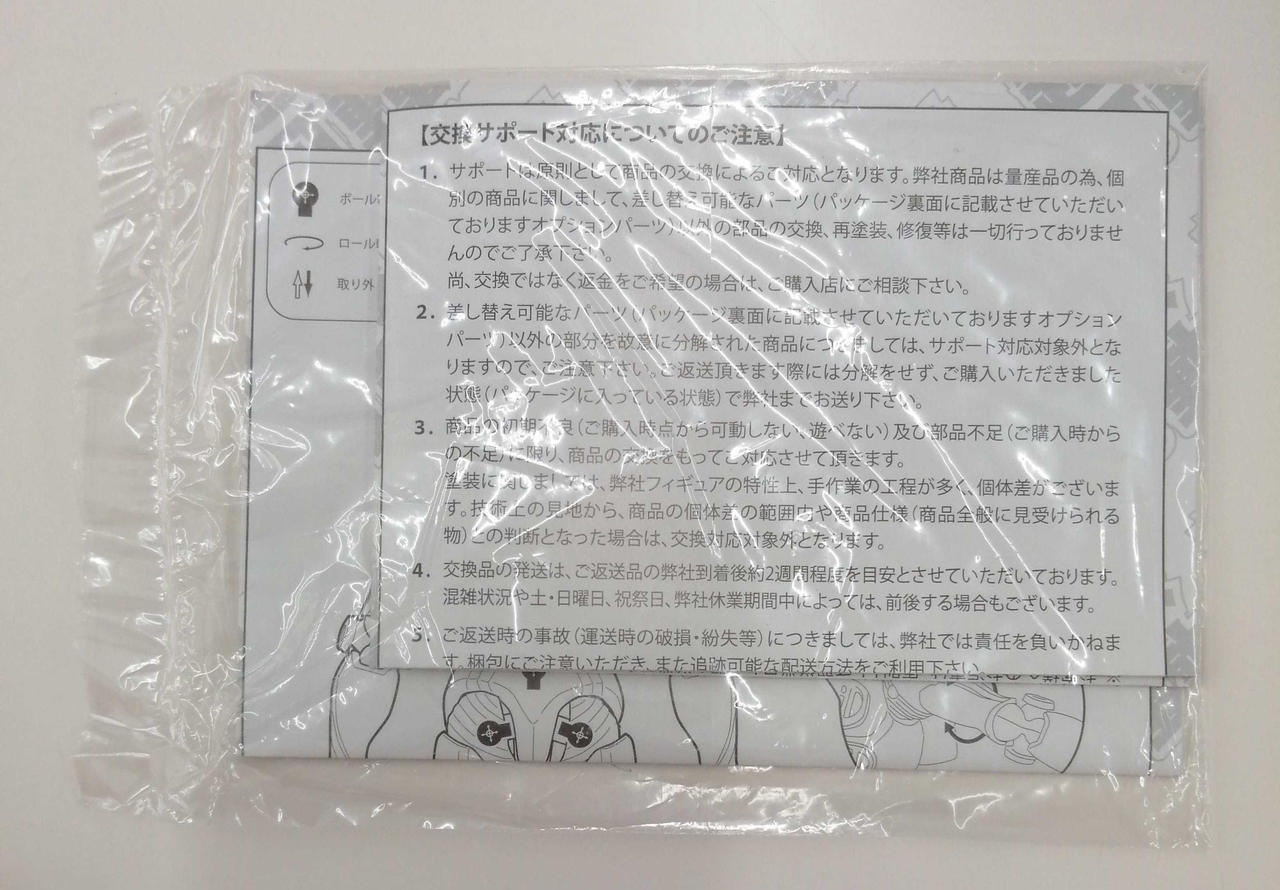 【交換サポート対応についてのご注意】
1. サポートは原則として商品の交換によるご対応となります。弊社商品は量産品の為、個
別の商品に関しまして、差し替え可能なパーツ(パッケージ裏面に記載させていただい
ておりますオプションパーツ)以外の部品の交換、再塗装、修復等は一切行っておりませ
んのでご了承下さい。
尚、交換ではなく返金をご希望の場合は、ご購入店にご相談下さい。
2. 差し替え可能なパーツ(パッケージ裏面に記載させていただいておりますオプション
パーツ)以外の部分を故意に分解された商品につきましては、サポート対応対象外とな
りますので、ご注意下さい。ご返送頂きます際には分解をせず、ご購入いただきました
状態(パッケージに入っている状態)で弊社までお送り下さい。
3. 商品の初期不良(ご購入時点から可動しない、遊べない)及び部品不足(ご購入時から
の不足)に限り、商品の交換をもってご対応させて頂きます。
塗装に関しましては、弊社フィギュアの特性上、手作業の工程が多く、個体差がございま
す。技術上の見地から、商品の個体差の範囲内や商品仕様(商品全般に見受けられる
物)との判断となった場合は、交換対応対象外となります。
4. 交換品の発送は、ご返送品の弊社到着後約2週間程度を目安とさせていただいております。
混雑状況や土・日曜日、祝祭日、弊社休業期間中によっては、前後する場合もございます。
5. ご返送時の事故(運送時の破損・紛失等)につきましては、弊社では責任を負いかねま
す。梱包にご注意いただき、また追跡可能な配送方法をご利用下さい。
ボール
ロール
取り外